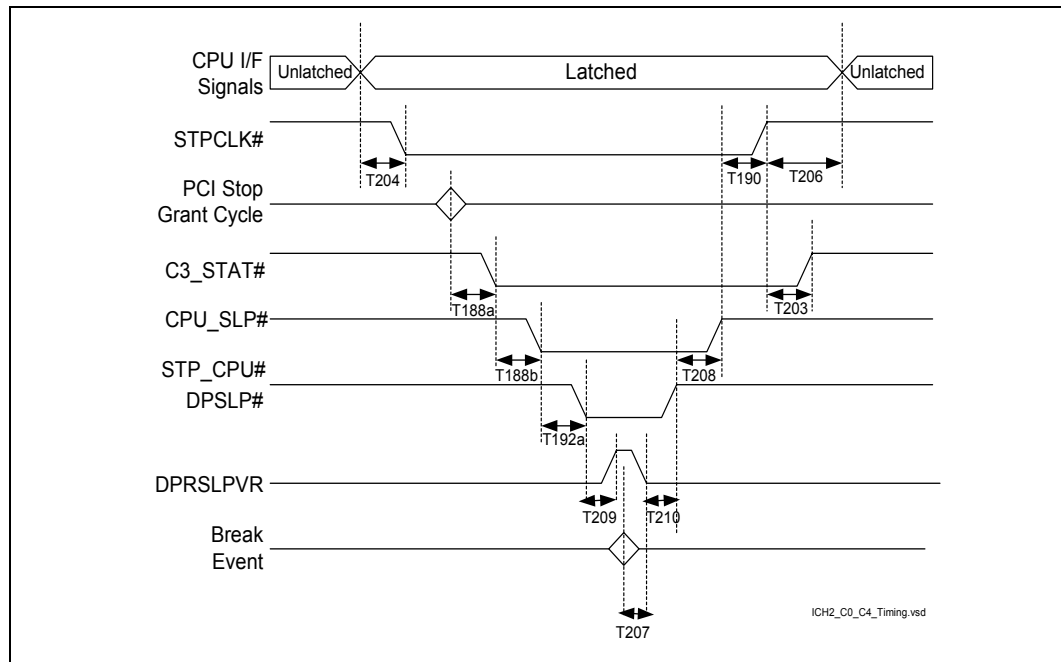 CPU I/F
Signals
Unlatched
Latched
Unlatched
STPCLK#
T204
T190
T206
PCI Stop
Grant Cycle
C3_STAT#
T188a
T203
CPU_SLP#
T188b
T208
STP_CPU#
DPSLP#
T192a
DPRSLPVR
T209
T210
Break
Event
T207
ICH2_C0_C4_Timing.vsd